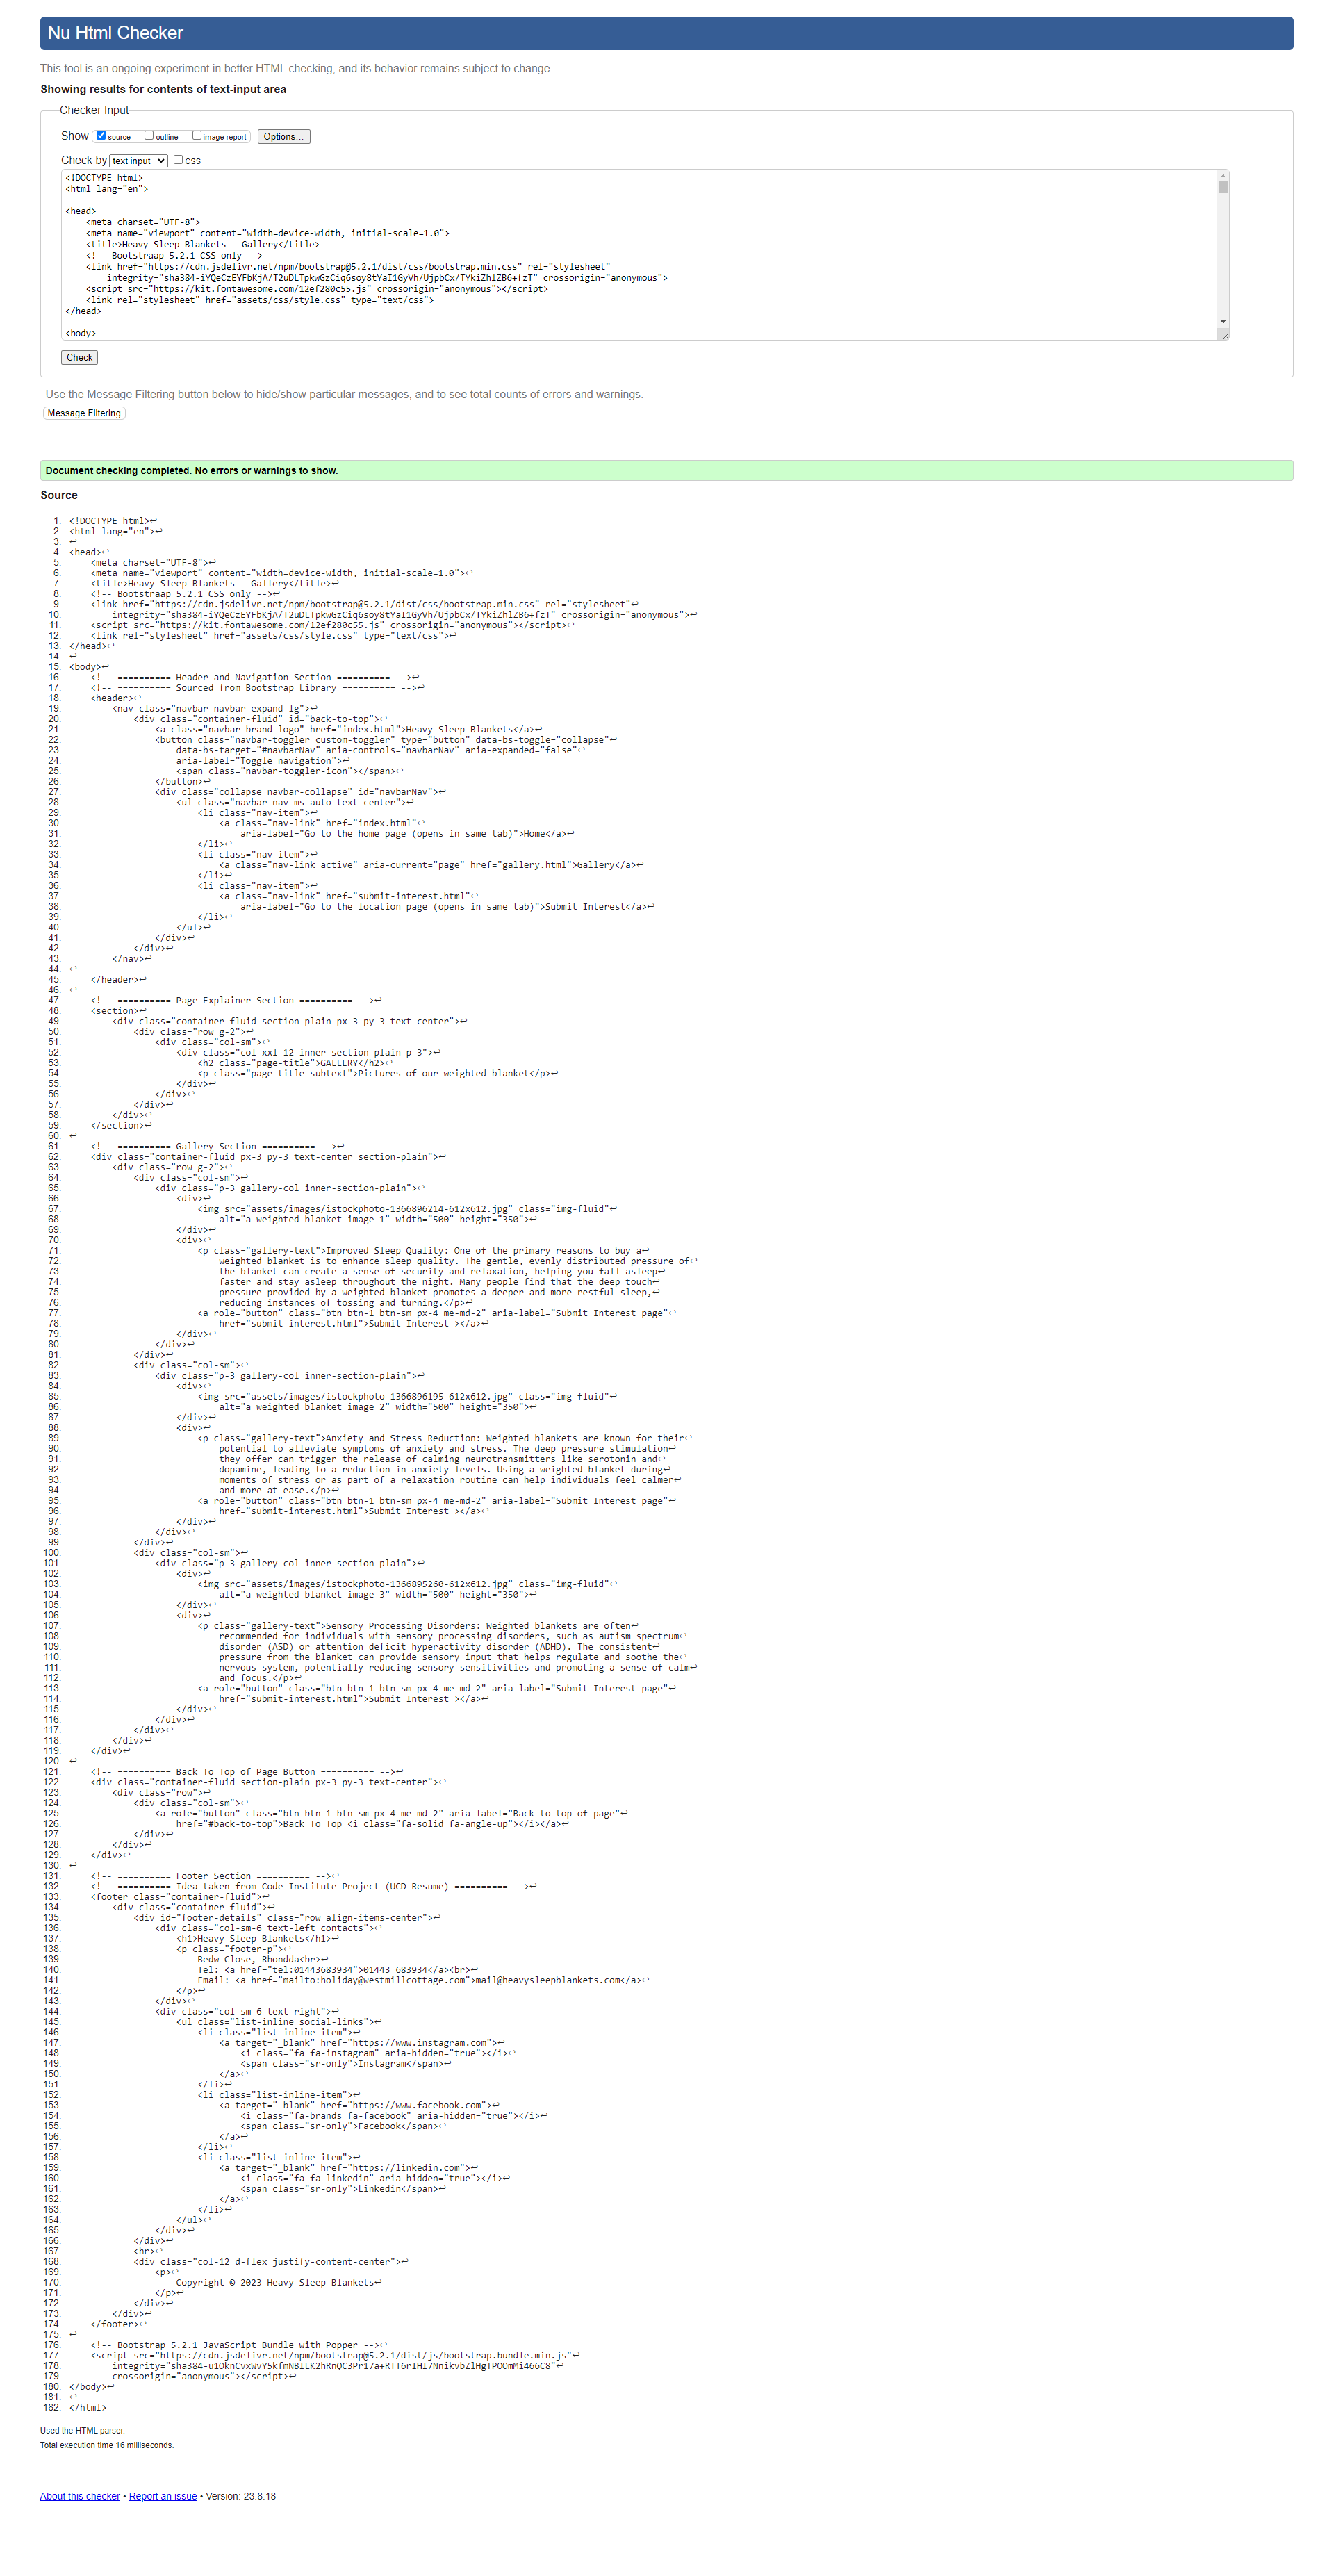 Nu Html Checker
This tool is an ongoing experiment in better HTML checking, and its behavior remains subject to change
Showing results for contents of text-input area
Checker Input
Show source outline image report Options...
Check by text input css
<!DOCTYPE html>
<html lang="en">
<head>
<meta charset="UTF-8">
<meta name="viewport" content="width=device-width, initial-scale=1.0">
<title>Heavy Sleep Blankets - Gallery</title>
<!-- Bootstraap 5.2.1 CSS only -->
<link href="https://cdn.jsdelivr.net/npm/bootstrap@5.2.1/dist/css/bootstrap.min.css" rel="stylesheet"
integrity="sha384-iYQeCzEYFbKjA/T2uDLTpkwGzCiq6soy8tYaI1GyVh/UjpbCx/TYkiZhlZB6+fzT" crossorigin="anonymous">
<script src="https://kit.fontawesome.com/12ef280c55.js" crossorigin="anonymous"></script>
<link rel="stylesheet" href="assets/css/style.css" type="text/css">
</head>
<body>
Check
Use the Message Filtering button below to hide/show particular messages, and to see total counts of errors and warnings.
Message Filtering
Document checking completed. No errors or warnings to show.
Source
1. <!DOCTYPE html>↩
2. <html lang="en">↩
3. ↩
4. <head>↩
5. <meta charset="UTF-8">↩
6. <meta name="viewport" content="width=device-width, initial-scale=1.0">↩
7. <title>Heavy Sleep Blankets - Gallery</title>↩
8. <!-- Bootstraap 5.2.1 CSS only -->↩
9. <link href="https://cdn.jsdelivr.net/npm/bootstrap@5.2.1/dist/css/bootstrap.min.css" rel="stylesheet"↩
10. integrity="sha384-iYQeCzEYFbKjA/T2uDLTpkwGzCiq6soy8tYaI1GyVh/UjpbCx/TYkiZhlZB6+fzT" crossorigin="anonymous">↩
11. <script src="https://kit.fontawesome.com/12ef280c55.js" crossorigin="anonymous"></script>↩
12. <link rel="stylesheet" href="assets/css/style.css" type="text/css">↩
13. </head>↩
14. ↩
15. <body>↩
16. <!-- ========== Header and Navigation Section ========== -->↩
17. <!-- ========== Sourced from Bootstrap Library ========== -->↩
18. <header>↩
19. <nav class="navbar navbar-expand-lg">↩
20. <div class="container-fluid" id="back-to-top">↩
21. <a class="navbar-brand logo" href="index.html">Heavy Sleep Blankets</a>↩
22. <button class="navbar-toggler custom-toggler" type="button" data-bs-toggle="collapse"↩
23. data-bs-target="#navbarNav" aria-controls="navbarNav" aria-expanded="false"↩
24. aria-label="Toggle navigation">↩
25. <span class="navbar-toggler-icon"></span>↩
26. </button>↩
27. <div class="collapse navbar-collapse" id="navbarNav">↩
28. <ul class="navbar-nav ms-auto text-center">↩
29. <li class="nav-item">↩
30. <a class="nav-link" href="index.html"↩
31. aria-label="Go to the home page (opens in same tab)">Home</a>↩
32. </li>↩
33. <li class="nav-item">↩
34. <a class="nav-link active" aria-current="page" href="gallery.html">Gallery</a>↩
35. </li>↩
36. <li class="nav-item">↩
37. <a class="nav-link" href="submit-interest.html"↩
38. aria-label="Go to the location page (opens in same tab)">Submit Interest</a>↩
39. </li>↩
40. </ul>↩
41. </div>↩
42. </div>↩
43. </nav>↩
44. ↩
45. </header>↩
46. ↩
47. <!-- ========== Page Explainer Section ========== -->↩
48. <section>↩
49. <div class="container-fluid section-plain px-3 py-3 text-center">↩
50. <div class="row g-2">↩
51. <div class="col-sm">↩
52. <div class="col-xxl-12 inner-section-plain p-3">↩
53. <h2 class="page-title">GALLERY</h2>↩
54. <p class="page-title-subtext">Pictures of our weighted blanket</p>↩
55. </div>↩
56. </div>↩
57. </div>↩
58. </div>↩
59. </section>↩
60. ↩
61. <!-- ========== Gallery Section ========== -->↩
62. <div class="container-fluid px-3 py-3 text-center section-plain">↩
63. <div class="row g-2">↩
64. <div class="col-sm">↩
65. <div class="p-3 gallery-col inner-section-plain">↩
66. <div>↩
67. <img src="assets/images/istockphoto-1366896214-612x612.jpg" class="img-fluid"↩
68. alt="a weighted blanket image 1" width="500" height="350">↩
69. </div>↩
70. <div>↩
71. <p class="gallery-text">Improved Sleep Quality: One of the primary reasons to buy a↩
72. weighted blanket is to enhance sleep quality. The gentle, evenly distributed pressure of↩
73. the blanket can create a sense of security and relaxation, helping you fall asleep↩
74. faster and stay asleep throughout the night. Many people find that the deep touch↩
75. pressure provided by a weighted blanket promotes a deeper and more restful sleep,↩
76. reducing instances of tossing and turning.</p>↩
77. <a role="button" class="btn btn-1 btn-sm px-4 me-md-2" aria-label="Submit Interest page"↩
78. href="submit-interest.html">Submit Interest ></a>↩
79. </div>↩
80. </div>↩
81. </div>↩
82. <div class="col-sm">↩
83. <div class="p-3 gallery-col inner-section-plain">↩
84. <div>↩
85. <img src="assets/images/istockphoto-1366896195-612x612.jpg" class="img-fluid"↩
86. alt="a weighted blanket image 2" width="500" height="350">↩
87. </div>↩
88. <div>↩
89. <p class="gallery-text">Anxiety and Stress Reduction: Weighted blankets are known for their↩
90. potential to alleviate symptoms of anxiety and stress. The deep pressure stimulation↩
91. they offer can trigger the release of calming neurotransmitters like serotonin and↩
92. dopamine, leading to a reduction in anxiety levels. Using a weighted blanket during↩
93. moments of stress or as part of a relaxation routine can help individuals feel calmer↩
94. and more at ease.</p>↩
95. <a role="button" class="btn btn-1 btn-sm px-4 me-md-2" aria-label="Submit Interest page"↩
96. href="submit-interest.html">Submit Interest ></a>↩
97. </div>↩
98. </div>↩
99. </div>↩
100. <div class="col-sm">↩
101. <div class="p-3 gallery-col inner-section-plain">↩
102. <div>↩
103. <img src="assets/images/istockphoto-1366895260-612x612.jpg" class="img-fluid"↩
104. alt="a weighted blanket image 3" width="500" height="350">↩
105. </div>↩
106. <div>↩
107. <p class="gallery-text">Sensory Processing Disorders: Weighted blankets are often↩
108. recommended for individuals with sensory processing disorders, such as autism spectrum↩
109. disorder (ASD) or attention deficit hyperactivity disorder (ADHD). The consistent↩
110. pressure from the blanket can provide sensory input that helps regulate and soothe the↩
111. nervous system, potentially reducing sensory sensitivities and promoting a sense of calm↩
112. and focus.</p>↩
113. <a role="button" class="btn btn-1 btn-sm px-4 me-md-2" aria-label="Submit Interest page"↩
114. href="submit-interest.html">Submit Interest ></a>↩
115. </div>↩
116. </div>↩
117. </div>↩
118. </div>↩
119. </div>↩
120. ↩
121. <!-- ========== Back To Top of Page Button ========== -->↩
122. <div class="container-fluid section-plain px-3 py-3 text-center">↩
123. <div class="row">↩
124. <div class="col-sm">↩
125. <a role="button" class="btn btn-1 btn-sm px-4 me-md-2" aria-label="Back to top of page"↩
126. href="#back-to-top">Back To Top <i class="fa-solid fa-angle-up"></i></a>↩
127. </div>↩
128. </div>↩
129. </div>↩
130. ↩
131. <!-- ========== Footer Section ========== -->↩
132. <!-- ========== Idea taken from Code Institute Project (UCD-Resume) ========== -->↩
133. <footer class="container-fluid">↩
134. <div class="container-fluid">↩
135. <div id="footer-details" class="row align-items-center">↩
136. <div class="col-sm-6 text-left contacts">↩
137. <h1>Heavy Sleep Blankets</h1>↩
138. <p class="footer-p">↩
139. Bedw Close, Rhondda<br>↩
140. Tel: <a href="tel:01443683934">01443 683934</a><br>↩
141. Email: <a href="mailto:holiday@westmillcottage.com">mail@heavysleepblankets.com</a>↩
142. </p>↩
143. </div>↩
144. <div class="col-sm-6 text-right">↩
145. <ul class="list-inline social-links">↩
146. <li class="list-inline-item">↩
147. <a target="_blank" href="https://www.instagram.com">↩
148. <i class="fa fa-instagram" aria-hidden="true"></i>↩
149. <span class="sr-only">Instagram</span>↩
150. </a>↩
151. </li>↩
152. <li class="list-inline-item">↩
153. <a target="_blank" href="https://www.facebook.com">↩
154. <i class="fa-brands fa-facebook" aria-hidden="true"></i>↩
155. <span class="sr-only">Facebook</span>↩
156. </a>↩
157. </li>↩
158. <li class="list-inline-item">↩
159. <a target="_blank" href="https://linkedin.com">↩
160. <i class="fa fa-linkedin" aria-hidden="true"></i>↩
161. <span class="sr-only">Linkedin</span>↩
162. </a>↩
163. </li>↩
164. </ul>↩
165. </div>↩
166. </div>↩
167. <hr>↩
168. <div class="col-12 d-flex justify-content-center">↩
169. <p>↩
170. Copyright © 2023 Heavy Sleep Blankets↩
171. </p>↩
172. </div>↩
173. </div>↩
174. </footer>↩
175. ↩
176. <!-- Bootstrap 5.2.1 JavaScript Bundle with Popper -->↩
177. <script src="https://cdn.jsdelivr.net/npm/bootstrap@5.2.1/dist/js/bootstrap.bundle.min.js"↩
178. integrity="sha384-u1OknCvxWvY5kfmNBILK2hRnQC3Pr17a+RTT6rIHI7NnikvbZlHgTPOOmMi466C8"↩
179. crossorigin="anonymous"></script>↩
180. </body>↩
181. ↩
182. </html>
Used the HTML parser.
Total execution time 16 milliseconds.
About this checker • Report an issue • Version: 23.8.18